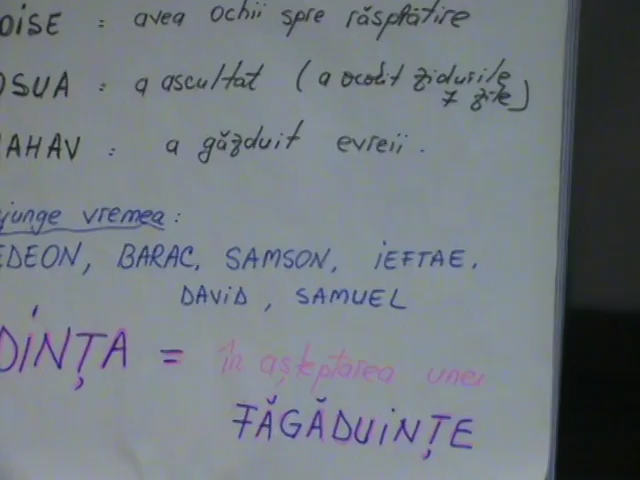 OISE : avea ochii spre răsplătire
OSUA : a ascultat (a ocolit zidurile
7 zile)
AHAV : a găzduit evreii.
junge vremea:
EDEON, BARAC, SAMSON, IEFTAE.
DAVID, SAMUEL
DINȚA = în așteptarea unei
FĂGĂDUINȚE